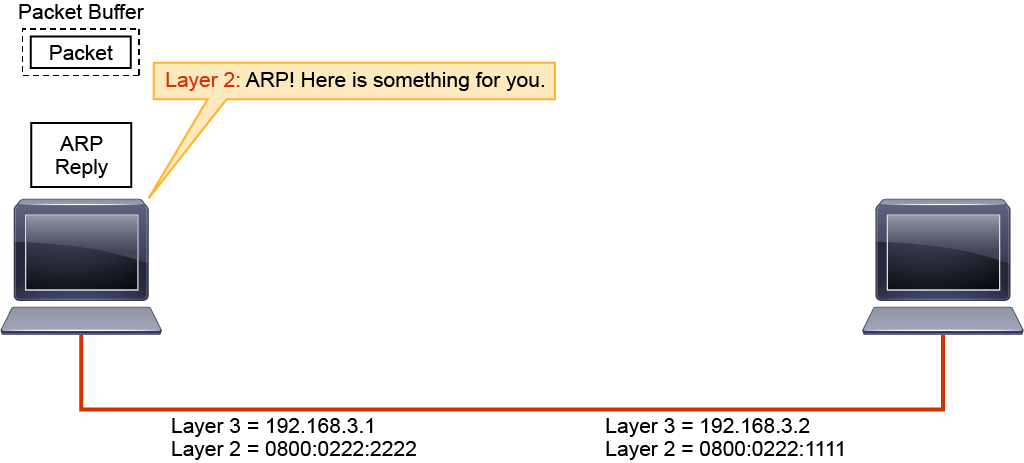 Packet Buffer
Packet
Layer 2: ARP! Here is something for you.
ARP
Reply
Layer 3 = 192.168.3.1
Layer 2 = 0800:0222:2222
Layer 3 = 192.168.3.2
Layer 2 = 0800:0222:1111